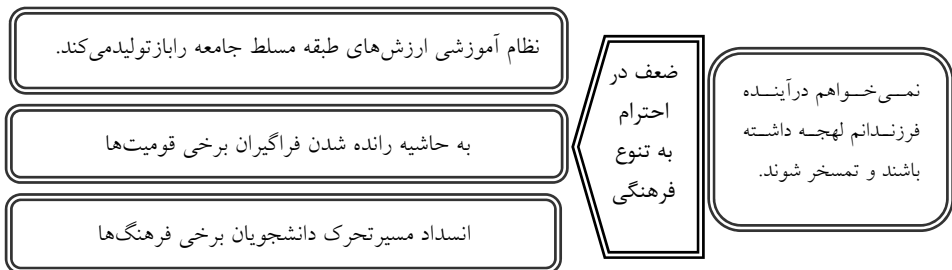 نمی‌خواهم درآینده
فرزندانم لهجه داشته
باشند و تمسخر شوند.
ضعف در
احترام
به تنوع
فرهنگی
نظام آموزشی ارزش‌های طبقه مسلط جامعه رابازتولیدمی‌کند.
به حاشیه رانده شدن فراگیران برخی قومیت‌ها
انسداد مسیرتحرک دانشجویان برخی فرهنگ‌ها